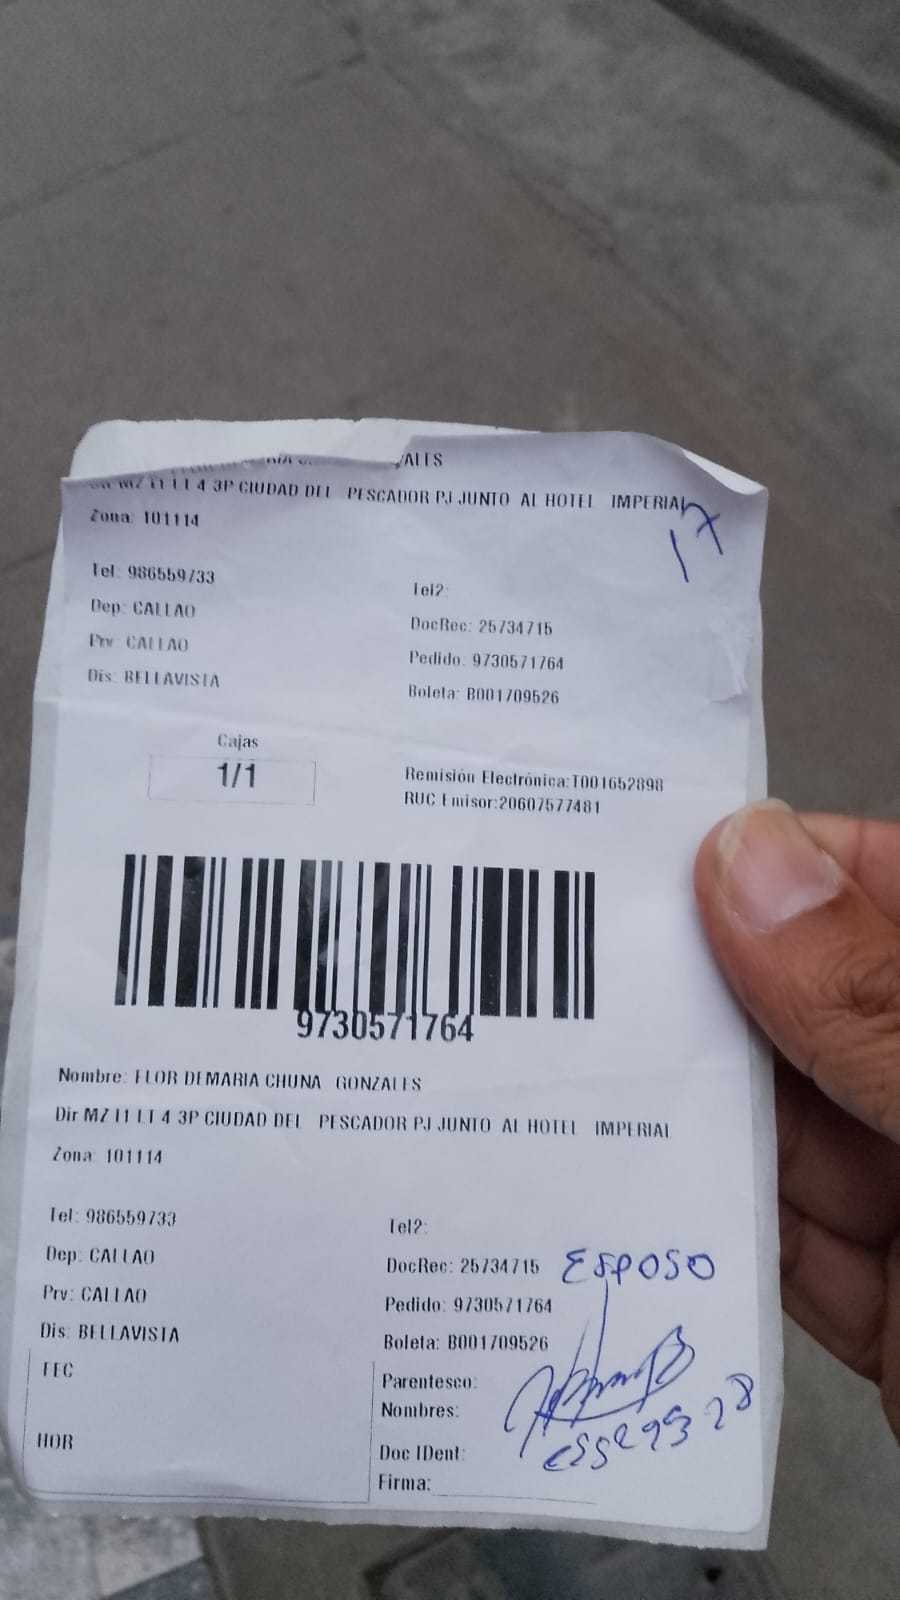 ALES
Dir MZ I1 LT 4 3P CIUDAD DEL PESCADOR PJ JUNTO AL HOTEL IMPERIAL
17
Zona: 101114
Tel: 986559733
Tel2:
Dep: CALLAO
DocRec: 25734715
Prv: CALLAO
Pedido: 9730571764
Dis: BELLAVISTA
Boleta: B001709526
Cajas
1/1
Remisión Electrónica:T001652898
RUC Emisor:20607577481
9730571764
Nombre: FLOR DEMARIA CHUNA GONZALES
Dir MZ I1 LT 4 3P CIUDAD DEL PESCADOR PJ JUNTO AL HOTEL IMPERIAL
Zona: 101114
Tel: 986559733
Tel2:
Dep: CALLAO
DocRec: 25734715 ESPOSO
Prv: CALLAO
Pedido: 9730571764
Dis: BELLAVISTA
Boleta: B001709526
FEC
Parentesco:
Nombres:
HOR
Doc IDent:
Firma: